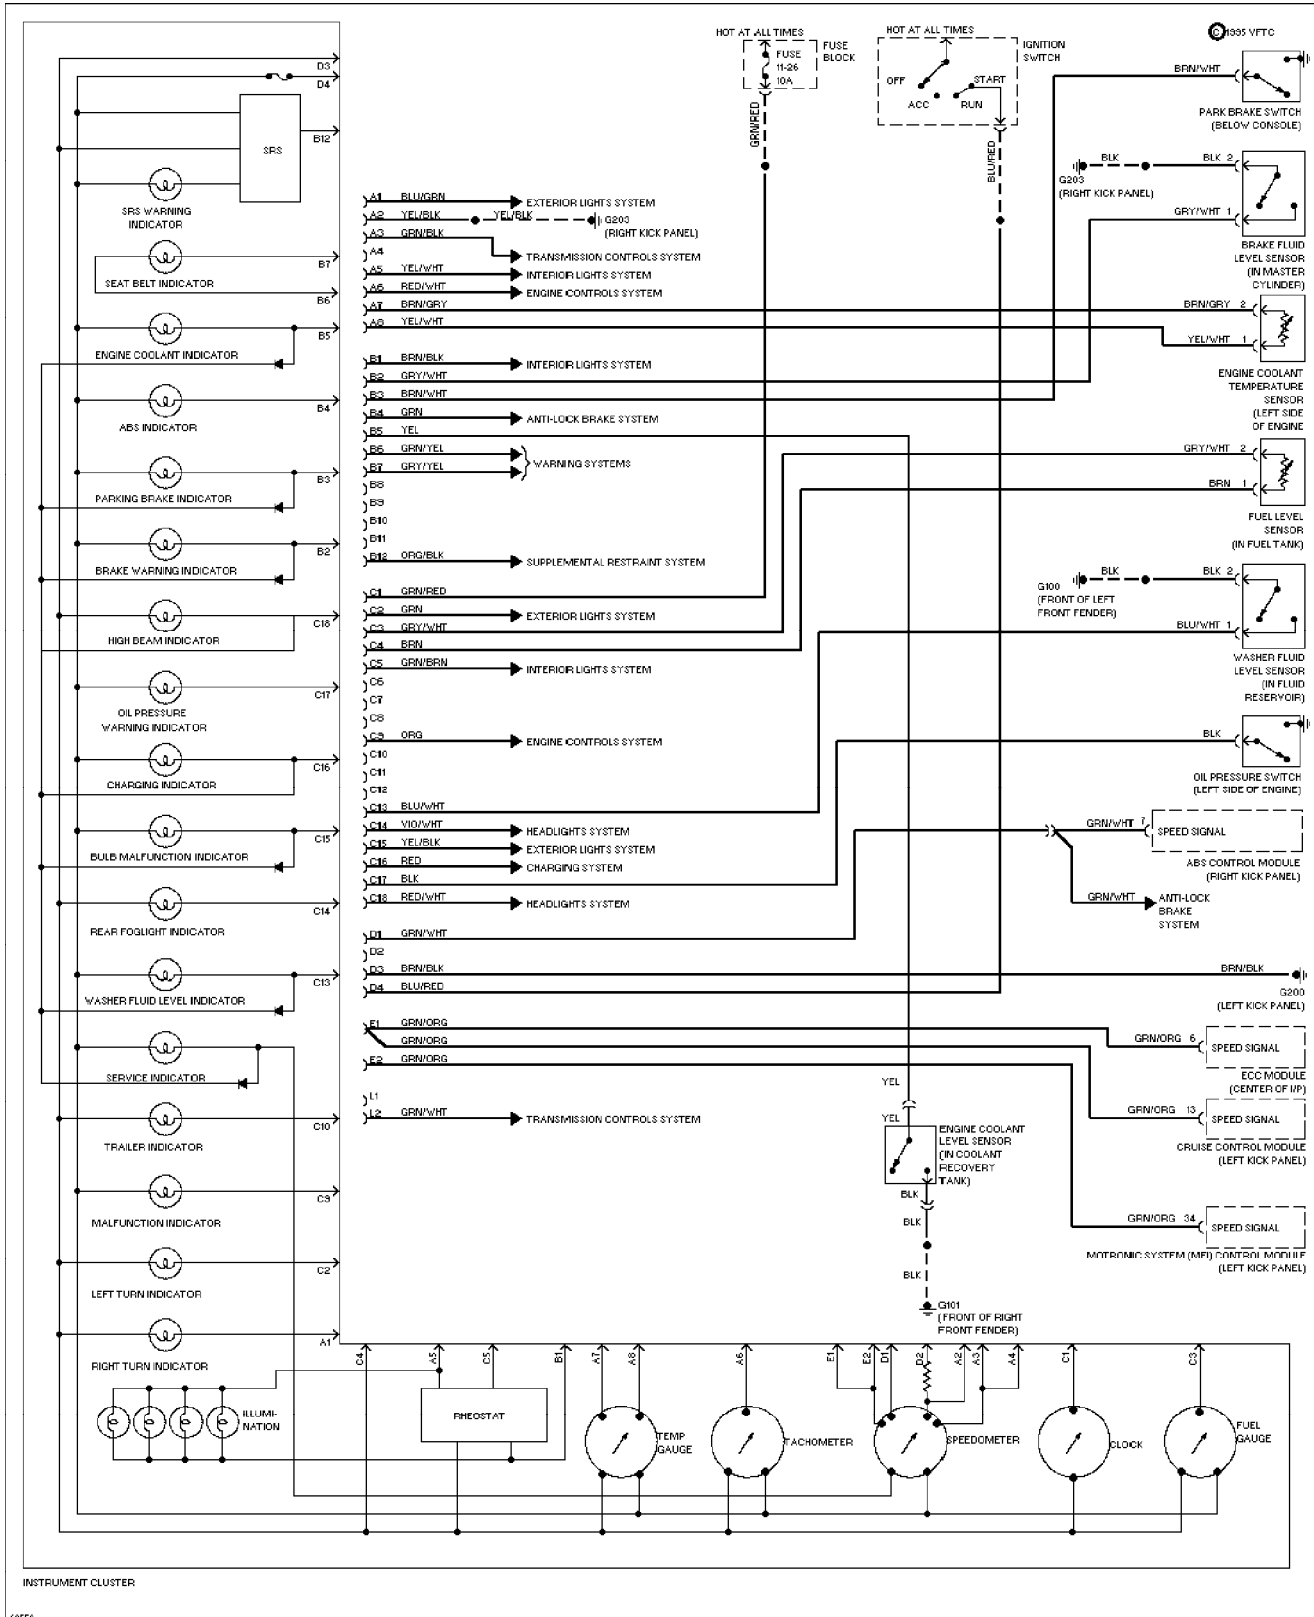 HOT AT ALL TIMES
FUSE
11-26
10A
FUSE
BLOCK
GRN/RED
HOT AT ALL TIMES
IGNITION
SWITCH
OFF
ACC
START
RUN
BLU/RED
© 1995 VFTC
BRN/WHT
PARK BRAKE SWITCH
(BELOW CONSOLE)
BLK
BLK 2
G203
(RIGHT KICK PANEL)
GRY/WHT 1
BRAKE FLUID
LEVEL SENSOR
(IN MASTER
CYLINDER)
BRN/GRY 2
YEL/WHT 1
ENGINE COOLANT
TEMPERATURE
SENSOR
(LEFT SIDE
OF ENGINE
GRY/WHT 2
BRN 1
FUEL LEVEL
SENSOR
(IN FUEL TANK)
BLK
BLK 2
G100
(FRONT OF LEFT
FRONT FENDER)
BLU/WHT 1
WASHER FLUID
LEVEL SENSOR
(IN FLUID
RESERVOIR)
BLK
OIL PRESSURE SWITCH
(LEFT SIDE OF ENGINE)
GRN/WHT 7
SPEED SIGNAL
ABS CONTROL MODULE
(RIGHT KICK PANEL)
GRN/WHT
ANTI-LOCK
BRAKE
SYSTEM
BRN/BLK
G200
(LEFT KICK PANEL)
GRN/ORG 6
SPEED SIGNAL
ECC MODULE
(CENTER OF I/P)
GRN/ORG 13
SPEED SIGNAL
CRUISE CONTROL MODULE
(LEFT KICK PANEL)
GRN/ORG 34
SPEED SIGNAL
MOTRONIC SYSTEM (MFI) CONTROL MODULE
(LEFT KICK PANEL)
D3
D4
SRS
B12
SRS WARNING
INDICATOR
B7
SEAT BELT INDICATOR
B6
B5
ENGINE COOLANT INDICATOR
B4
ABS INDICATOR
B3
PARKING BRAKE INDICATOR
B2
BRAKE WARNING INDICATOR
C18
HIGH BEAM INDICATOR
C17
OIL PRESSURE
WARNING INDICATOR
C16
CHARGING INDICATOR
C15
BULB MALFUNCTION INDICATOR
C14
REAR FOGLIGHT INDICATOR
C13
WASHER FLUID LEVEL INDICATOR
SERVICE INDICATOR
C10
TRAILER INDICATOR
C9
MALFUNCTION INDICATOR
C2
LEFT TURN INDICATOR
A1
RIGHT TURN INDICATOR
A1 BLU/GRN EXTERIOR LIGHTS SYSTEM
A2 YEL/BLK YEL/BLK G203
(RIGHT KICK PANEL)
A3 GRN/BLK
A4 TRANSMISSION CONTROLS SYSTEM
A5 YEL/WHT INTERIOR LIGHTS SYSTEM
A6 RED/WHT ENGINE CONTROLS SYSTEM
A7 BRN/GRY
A8 YEL/WHT
B1 BRN/BLK INTERIOR LIGHTS SYSTEM
B2 GRY/WHT
B3 BRN/WHT
B4 GRN ANTI-LOCK BRAKE SYSTEM
B5 YEL
B6 GRN/YEL
WARNING SYSTEMS
B7 GRY/YEL
B8
B9
B10
B11
B12 ORG/BLK SUPPLEMENTAL RESTRAINT SYSTEM
C1 GRN/RED
C2 GRN EXTERIOR LIGHTS SYSTEM
C3 GRY/WHT
C4 BRN
C5 GRN/BRN INTERIOR LIGHTS SYSTEM
C6
C7
C8
C9 ORG ENGINE CONTROLS SYSTEM
C10
C11
C12
C13 BLU/WHT
C14 VIO/WHT HEADLIGHTS SYSTEM
C15 YEL/BLK EXTERIOR LIGHTS SYSTEM
C16 RED CHARGING SYSTEM
C17 BLK
C18 RED/WHT HEADLIGHTS SYSTEM
D1 GRN/WHT
D2
D3 BRN/BLK
D4 BLU/RED
E1 GRN/ORG
GRN/ORG
E2 GRN/ORG
L1
L2 GRN/WHT TRANSMISSION CONTROLS SYSTEM
YEL
YEL
ENGINE COOLANT
LEVEL SENSOR
(IN COOLANT
RECOVERY
TANK)
BLK
BLK
BLK
G101
(FRONT OF RIGHT
FRONT FENDER)
C4 A5 C5 B1 A7 A8 A6 E1 E2 D1 D2 A2 A3 A4 C1 C3
ILLUMI-
NATION
RHEOSTAT
TEMP
GAUGE
TACHOMETER
SPEEDOMETER
CLOCK
FUEL
GAUGE
INSTRUMENT CLUSTER